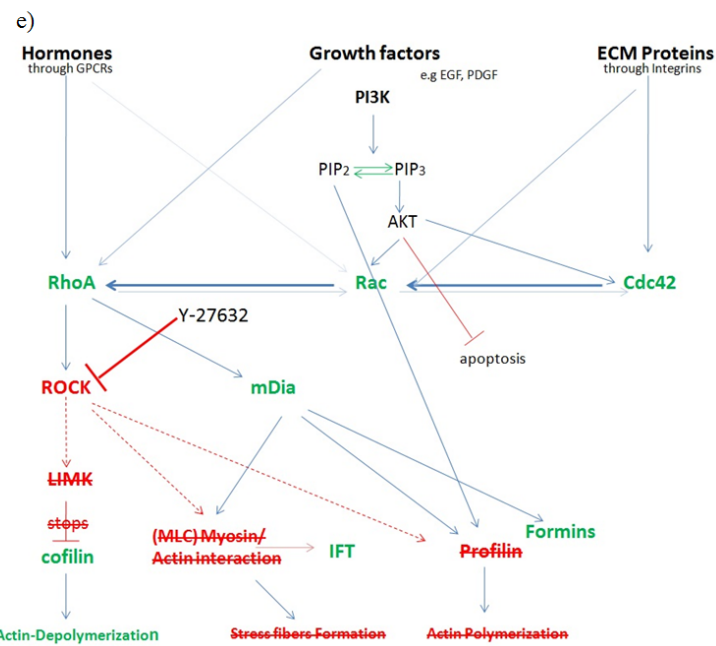 e)
Hormones
through GPCRs
Growth factors
e.g EGF, PDGF
ECM Proteins
through Integrins
PI3K
PIP2
PIP3
AKT
RhoA
Rac
Cdc42
Y-27632
apoptosis
ROCK
mDia
LIMK
stops
cofilin
(MLC) Myosin/
Actin interaction
IFT
Formins
Profilin
Actin-Depolymerization
Stress fibers Formation
Actin Polymerization